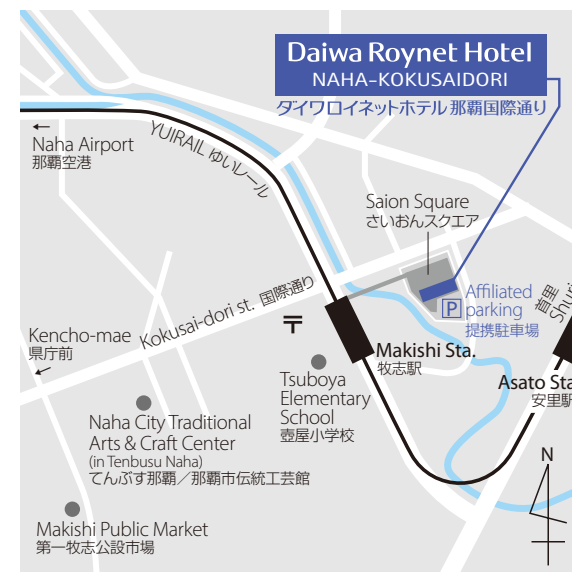 Daiwa Roynet Hotel
NAHA-KOKUSAIDORI
ダイワロイネットホテル 那覇国際通り
←
Naha Airport
那覇空港
YUIRAIL ゆいレール
Saion Square
さいおんスクエア
Kokusai-dori st. 国際通り
P
Affiliated
parking
提携駐車場
首里
Shuri
〒
Kencho-mae
県庁前
Makishi Sta.
牧志駅
Asato Sta
安里駅
Tsuboya
Elementary
School
壺屋小学校
Naha City Traditional
Arts & Craft Center
(in Tenbusu Naha)
てんぶす那覇／那覇市伝統工芸館
N
Makishi Public Market
第一牧志公設市場